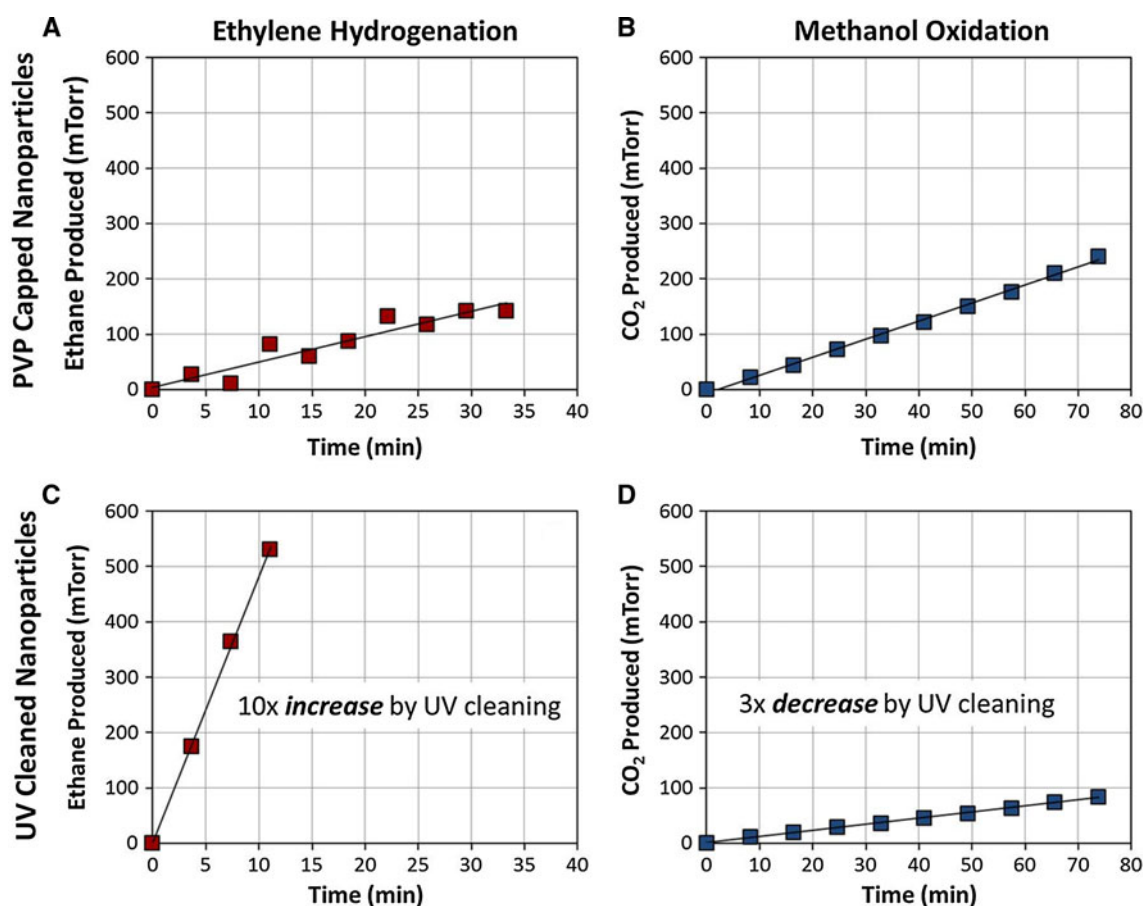 A
Ethylene Hydrogenation
B
Methanol Oxidation
PVP Capped Nanoparticles
Ethane Produced (mTorr)
600
500
400
300
200
100
0
0 5 10 15 20 25 30 35 40
Time (min)
CO₂ Produced (mTorr)
600
500
400
300
200
100
0
0 10 20 30 40 50 60 70 80
Time (min)
C
UV Cleaned Nanoparticles
Ethane Produced (mTorr)
600
500
400
300
200
100
0
10x increase by UV cleaning
0 5 10 15 20 25 30 35 40
Time (min)
D
CO₂ Produced (mTorr)
600
500
400
300
200
100
0
3x decrease by UV cleaning
0 10 20 30 40 50 60 70 80
Time (min)